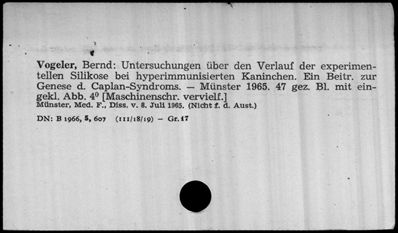 Vogeler, Bernd: Untersuchungen über den Verlauf der experimen-
tellen Silikose bei hyperimmunisierten Kaninchen. Ein Beitr. zur
Genese d. Caplan-Syndroms. — Münster 1965. 47 gez. Bl. mit ein-
gekl. Abb. 4⁰ [Maschinenschr. vervielf.]
Münster, Med. F., Diss. v. 8. Juli 1965. (Nicht f. d. Aust.)
DN: B 1966, 5, 607 (111/18/19) — Gr. 17